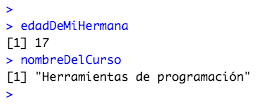 >
> edadDeMiHermana
[1] 17
> nombreDelCurso
[1] "Herramientas de programación"
>